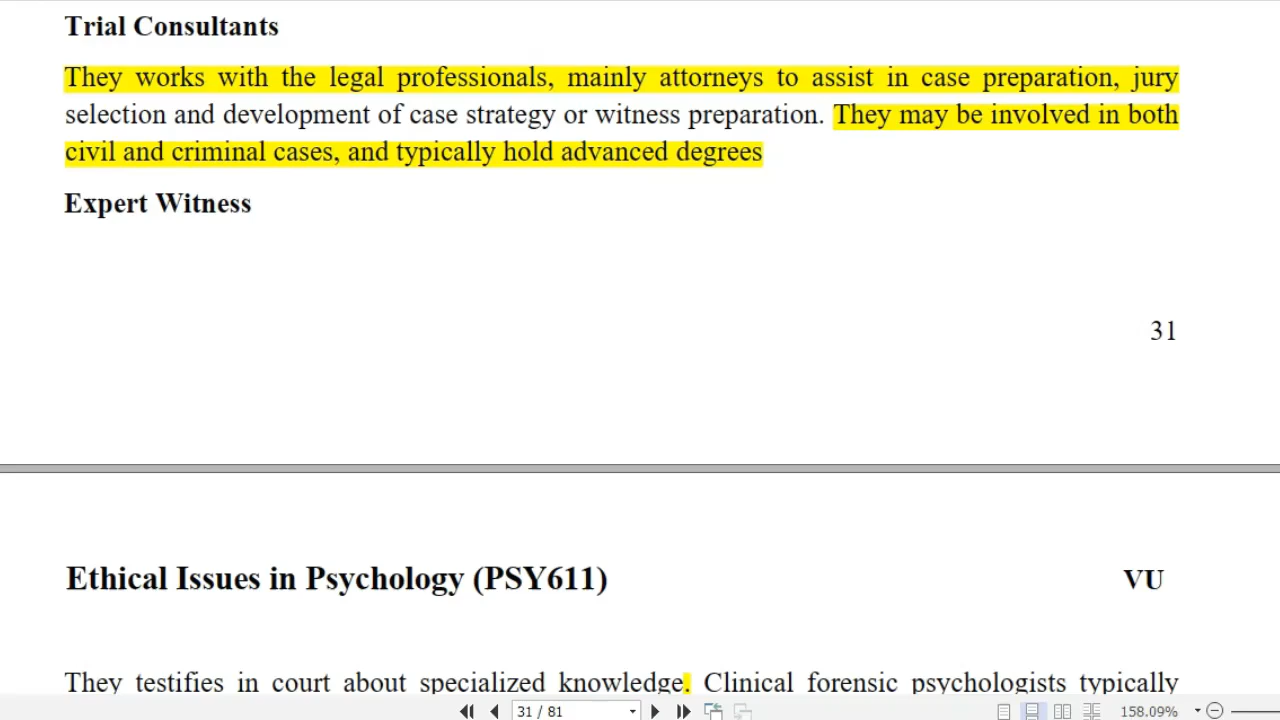 Trial Consultants
They works with the legal professionals, mainly attorneys to assist in case preparation, jury
selection and development of case strategy or witness preparation. They may be involved in both
civil and criminal cases, and typically hold advanced degrees
Expert Witness
31
Ethical Issues in Psychology (PSY611) VU
They testifies in court about specialized knowledge. Clinical forensic psychologists typically
31 / 81
158.09%